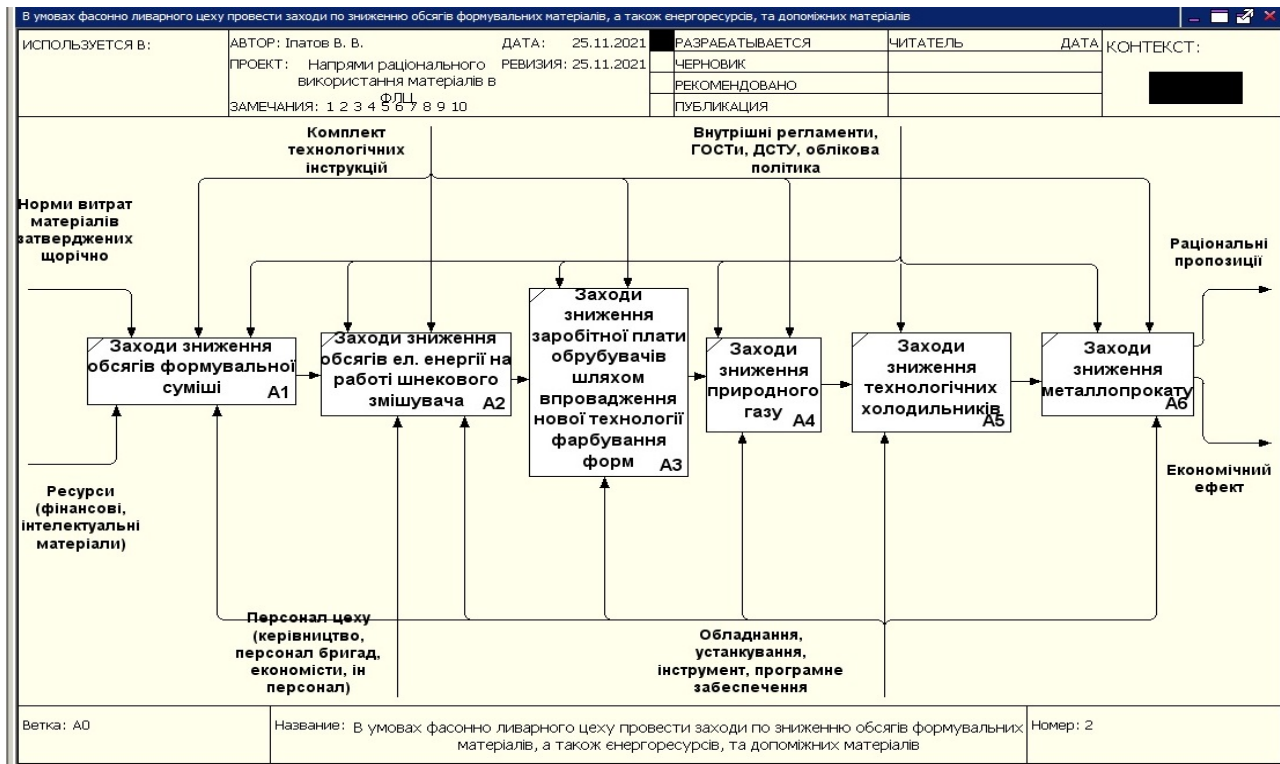 В умовах фасонно ливарного цеху провести заходи по зниженню обсягів формувальних матеріалів, а також єнергоресурсів, та допоміжних матеріалів
ИСПОЛЬЗУЕТСЯ В:
АВТОР: Іпатов В. В.
ДАТА: 25.11.2021
ПРОЕКТ: Напрями раціонального
використання матеріалів в
ФЛЦ
РЕВИЗИЯ: 25.11.2021
ЗАМЕЧАНИЯ: 1 2 3 4 5 6 7 8 9 10
РАЗРАБАТЫВАЕТСЯ
ЧЕРНОВИК
РЕКОМЕНДОВАНО
ПУБЛИКАЦИЯ
ЧИТАТЕЛЬ
ДАТА
КОНТЕКСТ:
Комплект
технологічних
інструкцій
Внутрішні регламенти,
ГОСТи, ДСТУ, облікова
політика
Норми витрат
матеріалів
затверджених
щорічно
Раціональні
пропозиції
Заходи зниження
обсягів формувальної
суміші
A1
Заходи зниження
обсягів ел. енергії на
работі шнекового
змішувача
A2
Заходи
зниження
заробітної плати
обрубувачів
шляхом
впровадження
нової технології
фарбування
форм
A3
Заходи
зниження
природного
газу
A4
Заходи
зниження
технологічних
холодильників
A5
Заходи
зниження
металлопрокату
A6
Ресурси
(фінансові,
інтелектуальні
матеріали)
Економічний
ефект
Персонал цеху
(керівництво,
персонал бригад,
економісти, ін
персонал)
Обладнання,
устанкування,
інструмент, програмне
забеспечення
Ветка: A0
Название: В умовах фасонно ливарного цеху провести заходи по зниженню обсягів формувальних
матеріалів, а також єнергоресурсів, та допоміжних матеріалів
Номер: 2